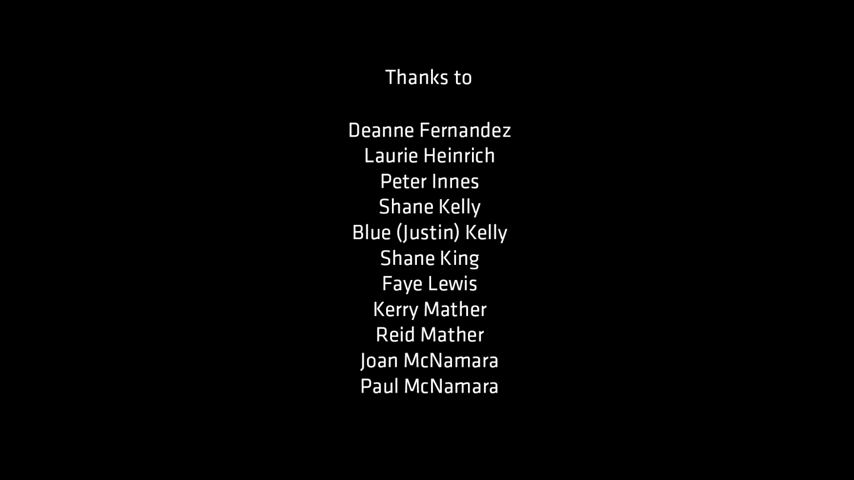 Thanks to
Deanne Fernandez
Laurie Heinrich
Peter Innes
Shane Kelly
Blue (Justin) Kelly
Shane King
Faye Lewis
Kerry Mather
Reid Mather
Joan McNamara
Paul McNamara